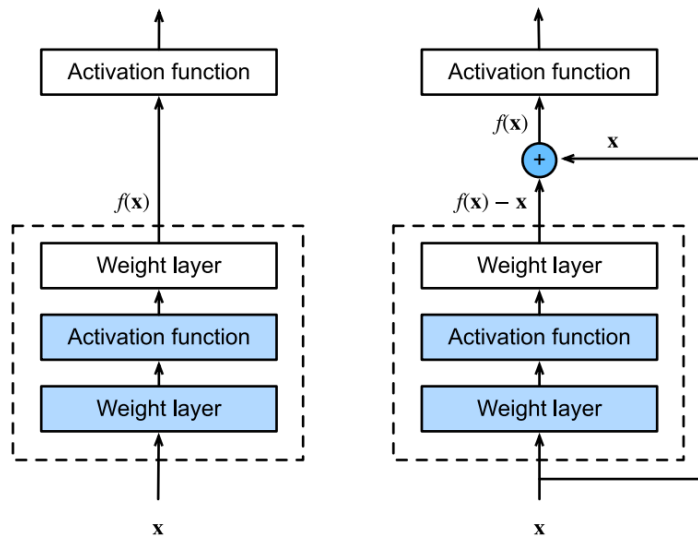 Activation function
f(x)
Weight layer
Activation function
Weight layer
x
Activation function
f(x)
x
+
f(x) − x
Weight layer
Activation function
Weight layer
x